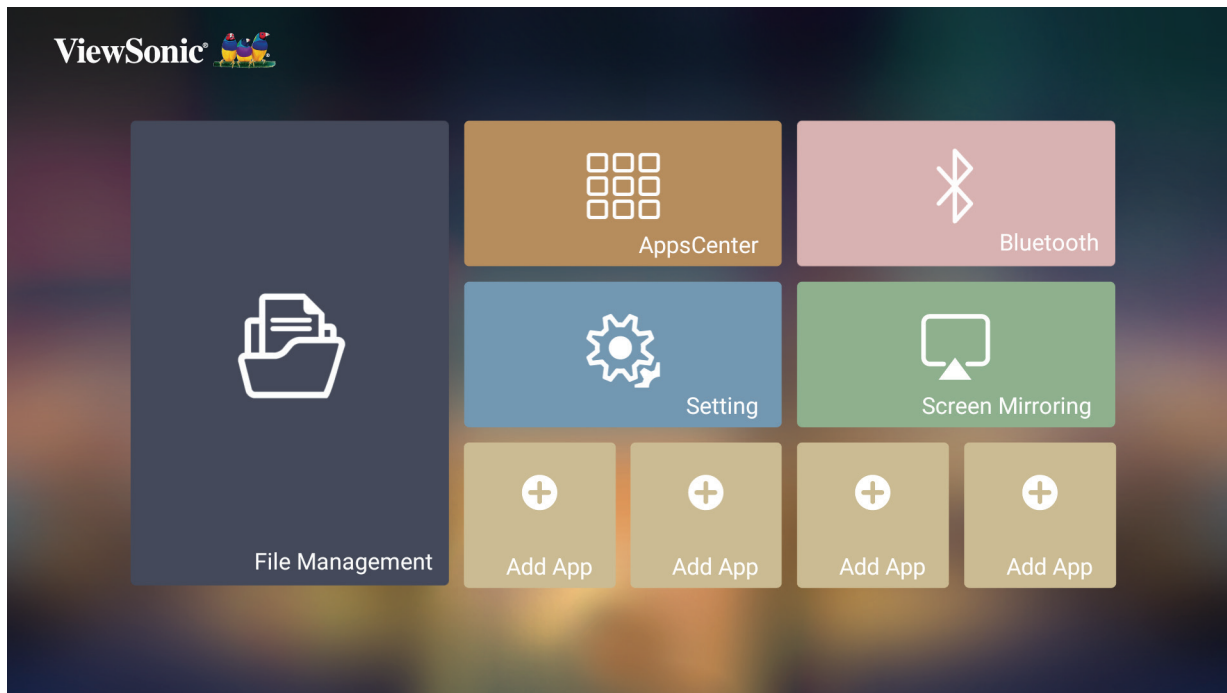 ViewSonic®
AppsCenter
Bluetooth
Setting
Screen Mirroring
File Management
Add App
Add App
Add App
Add App